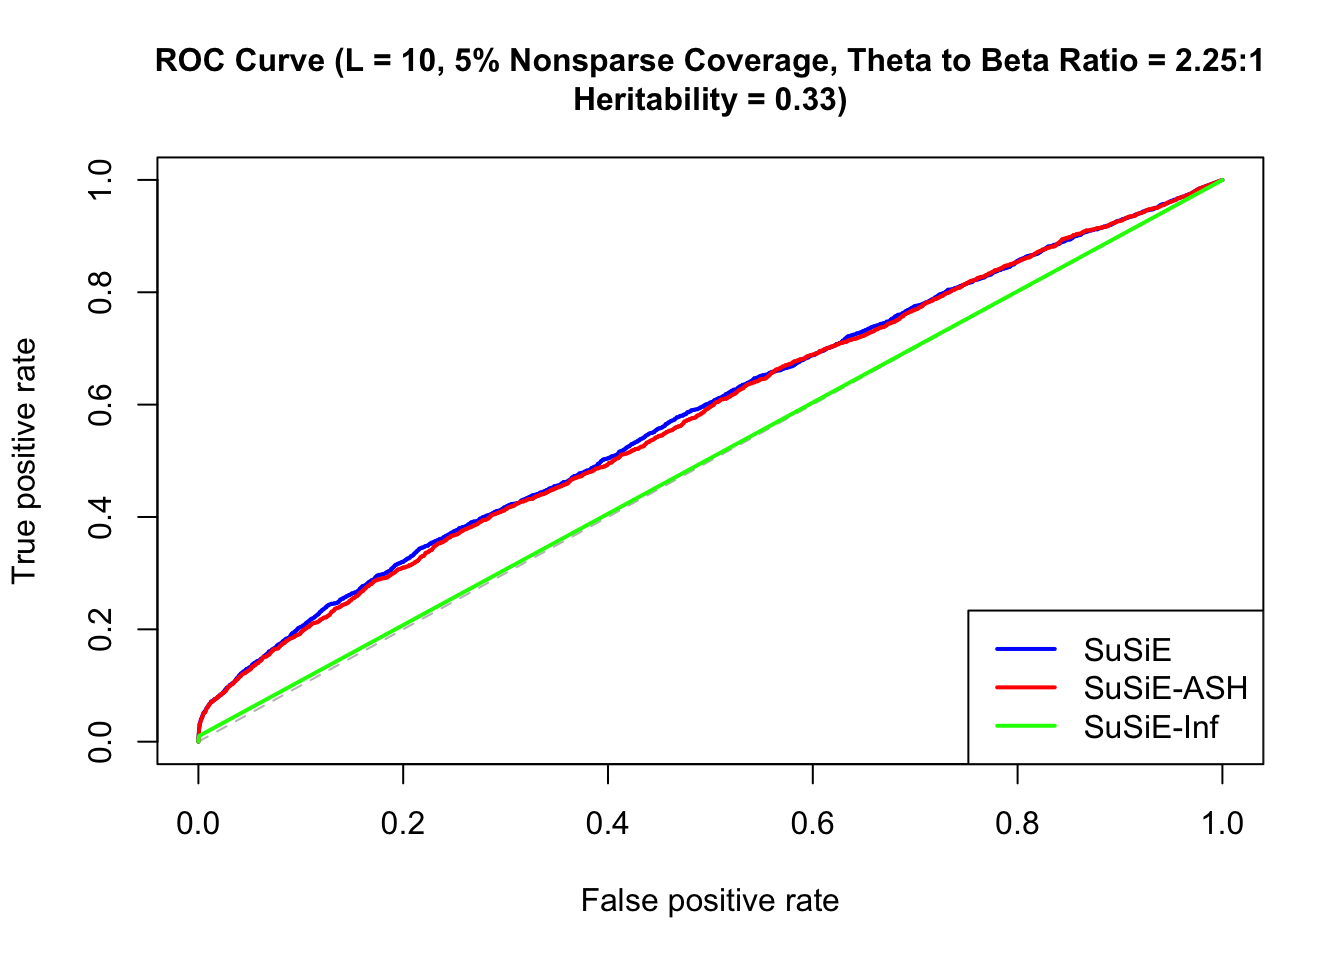 ROC Curve (L = 10, 5% Nonsparse Coverage, Theta to Beta Ratio = 2.25:1
Heritability = 0.33)
True positive rate
1.0
0.8
0.6
0.4
0.2
0.0
SuSiE
SuSiE-ASH
SuSiE-Inf
0.0
0.2
0.4
0.6
0.8
1.0
False positive rate